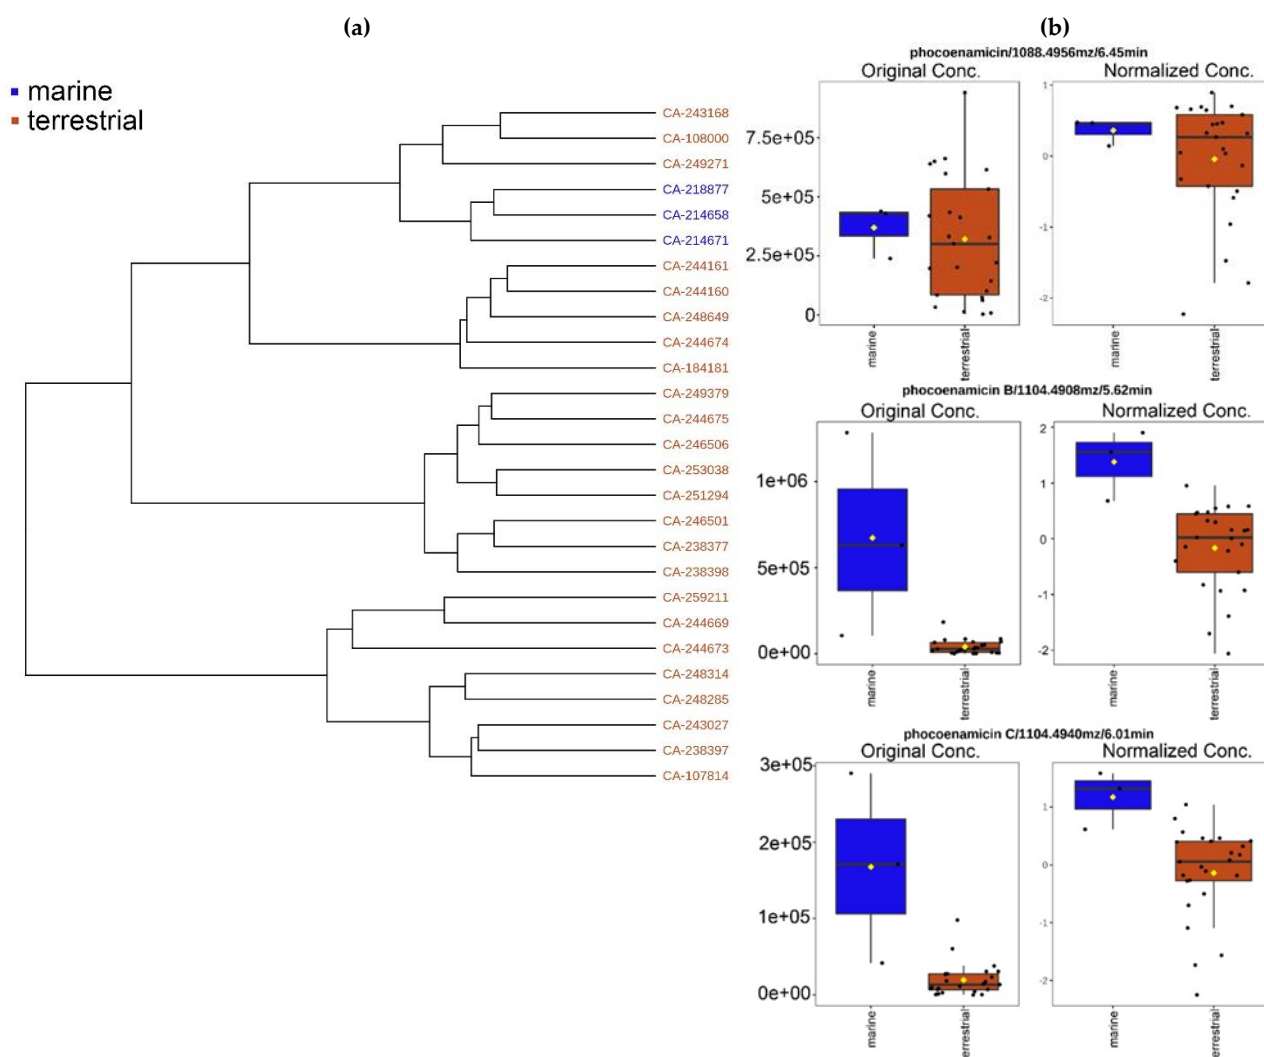 (a)
marine
terrestrial
CA-243168
CA-108000
CA-249271
CA-218877
CA-214658
CA-214671
CA-244161
CA-244160
CA-248649
CA-244674
CA-184181
CA-249379
CA-244675
CA-246506
CA-253038
CA-251294
CA-246501
CA-238377
CA-238398
CA-259211
CA-244669
CA-244673
CA-248314
CA-248285
CA-243027
CA-238397
CA-107814
(b)
phocoenamicin/1088.4956mz/6.45min
Original Conc. Normalized Conc.
7.5e+05
5e+05
2.5e+05
0
marine
terrestrial
1
0
-1
-2
marine
terrestrial
phocoenamicin B/1104.4908mz/5.62min
Original Conc. Normalized Conc.
1e+06
5e+05
0e+00
marine
terrestrial
2
1
0
-1
-2
marine
terrestrial
phocoenamicin C/1104.4940mz/6.01min
Original Conc. Normalized Conc.
3e+05
2e+05
1e+05
0e+00
marine
terrestrial
1
0
-1
-2
marine
terrestrial